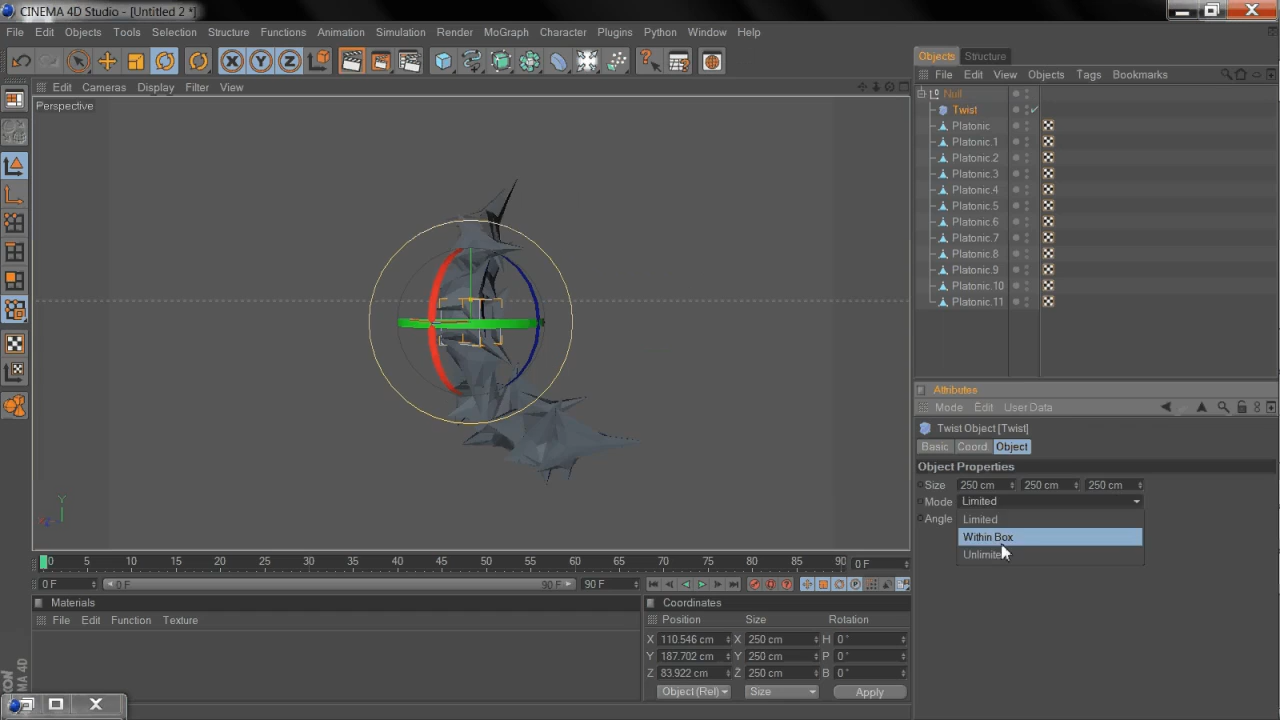 CINEMA 4D Studio - [Untitled 2 *]
File Edit Objects Tools Selection Structure Functions Animation Simulation Render MoGraph Character Plugins Python Window Help
X Y Z
Edit Cameras Display Filter View
Perspective
Y
Objects Structure
File Edit View Objects Tags Bookmarks
Null
Twist
Platonic
Platonic.1
Platonic.2
Platonic.3
Platonic.4
Platonic.5
Platonic.6
Platonic.7
Platonic.8
Platonic.9
Platonic.10
Platonic.11
Attributes
Mode Edit User Data
Twist Object [Twist]
Basic Coord. Object
Object Properties
Size 250 cm 250 cm 250 cm
Mode Limited
Angle
Limited
Within Box
Unlimited
0 5 10 15 20 25 30 35 40 45 50 55 60 65 70 75 80 85 90 0 F
0 F 0 F 90 F 90 F
Materials
File Edit Function Texture
Coordinates
Position Size Rotation
X 110.546 cm X 250 cm H 0 °
Y 187.702 cm Y 250 cm P 0 °
Z 83.922 cm Z 250 cm B 0 °
Object (Rel) Size Apply